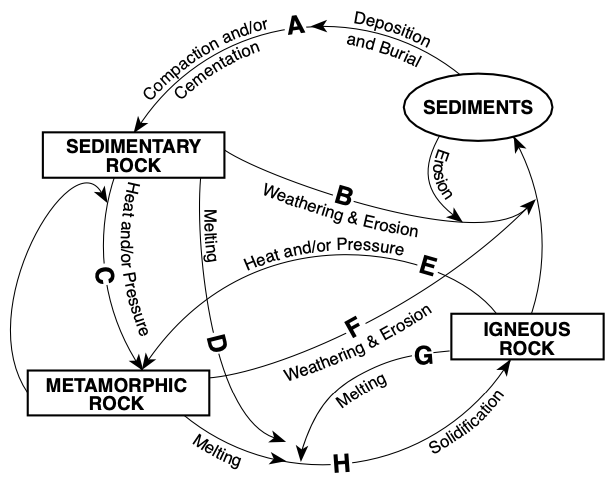 A
Deposition
and Burial
Compaction and/or
Cementation
SEDIMENTS
SEDIMENTARY
ROCK
Erosion
B
Weathering & Erosion
Heat and/or Pressure
Melting
Heat and/or Pressure
E
C
F
Weathering & Erosion
D
G
IGNEOUS
ROCK
Melting
METAMORPHIC
ROCK
Melting
H
Solidification